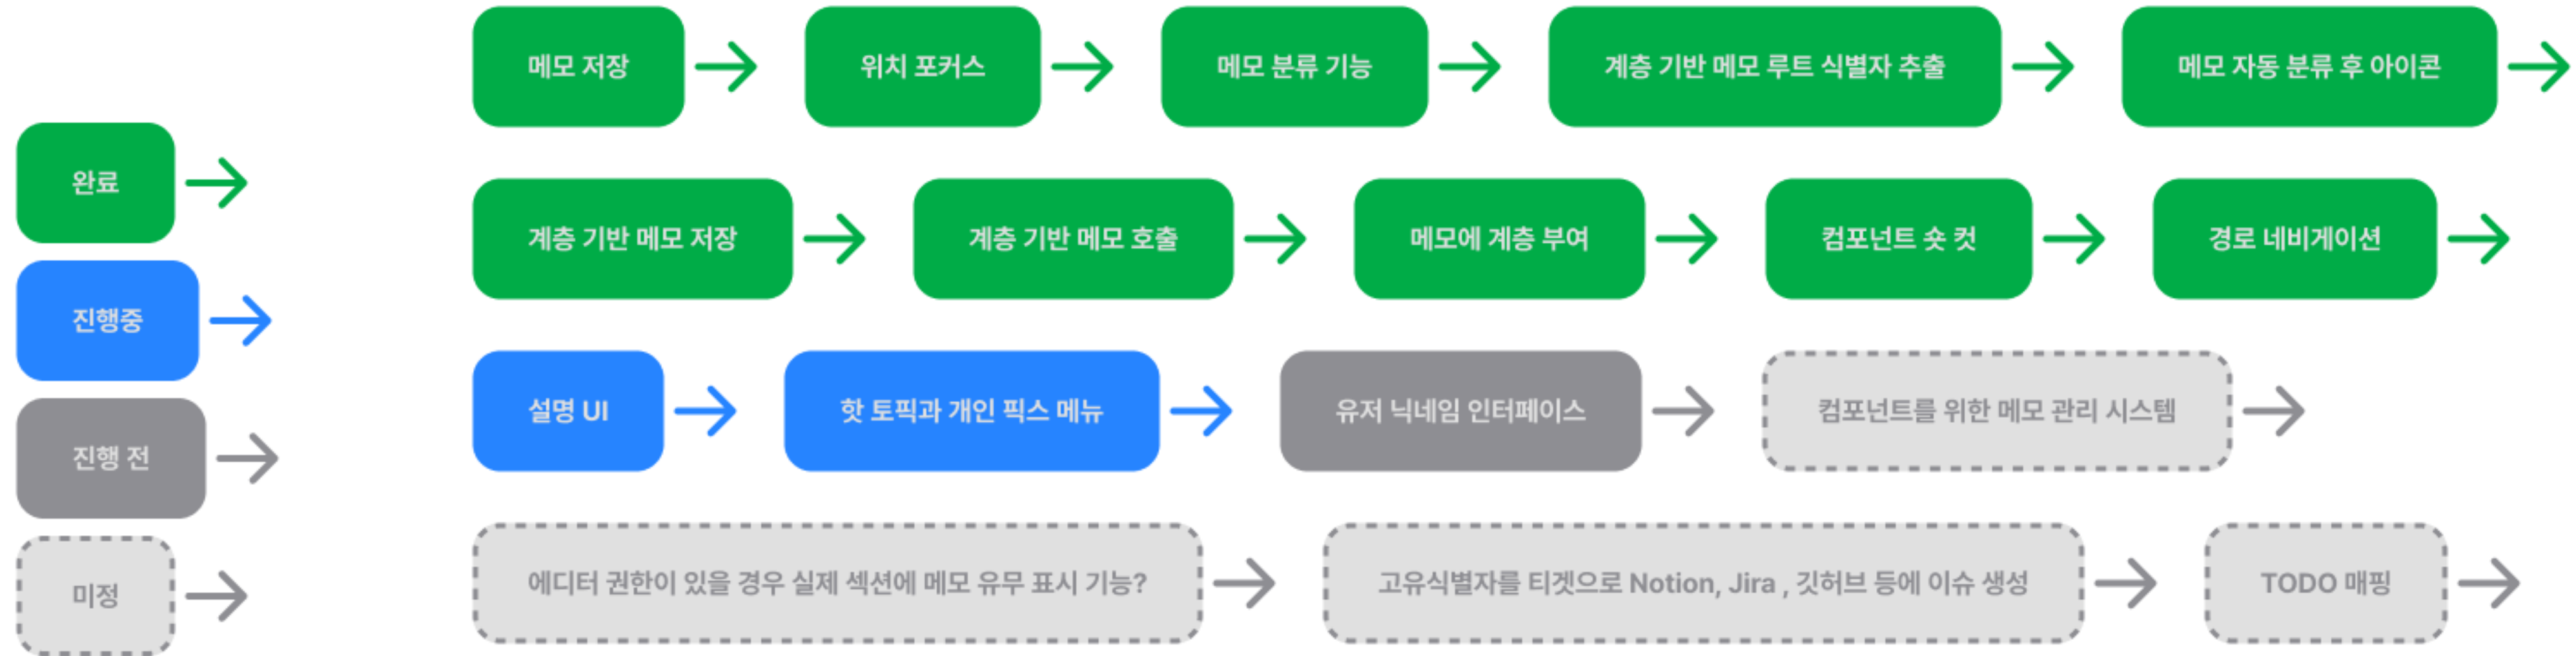 완료
진행중
진행 전
미정
메모 저장
위치 포커스
메모 분류 기능
계층 기반 메모 루트 식별자 추출
메모 자동 분류 후 아이콘
계층 기반 메모 저장
계층 기반 메모 호출
메모에 계층 부여
컴포넌트 숏 컷
경로 네비게이션
설명 UI
핫 토픽과 개인 픽스 메뉴
유저 닉네임 인터페이스
컴포넌트를 위한 메모 관리 시스템
에디터 권한이 있을 경우 실제 섹션에 메모 유무 표시 기능?
고유식별자를 티겟으로 Notion, Jira , 깃허브 등에 이슈 생성
TODO 매핑